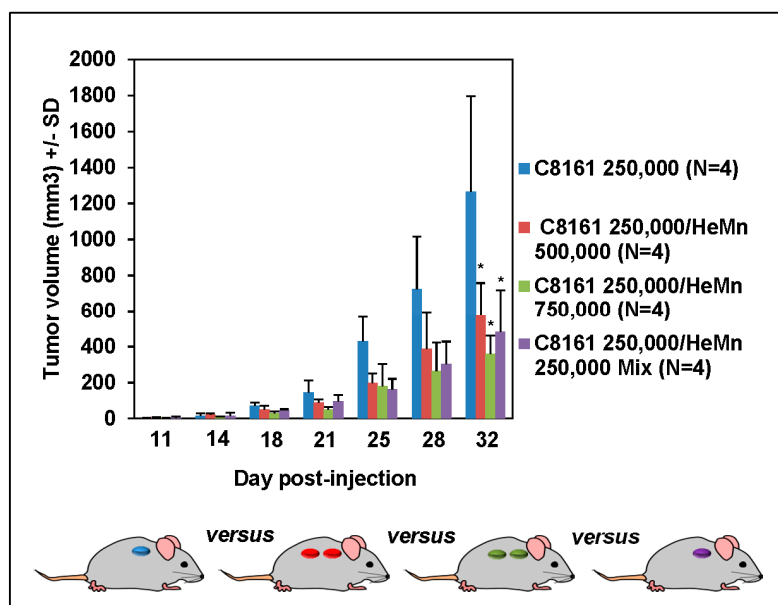 Tumor volume (mm3) +/- SD
2000
1800
1600
1400
1200
1000
800
600
400
200
0
11 14 18 21 25 28 32
Day post-injection
* * *
C8161 250,000 (N=4)
C8161 250,000/HeMn
500,000 (N=4)
C8161 250,000/HeMn
750,000 (N=4)
C8161 250,000/HeMn
250,000 Mix (N=4)
versus versus versus